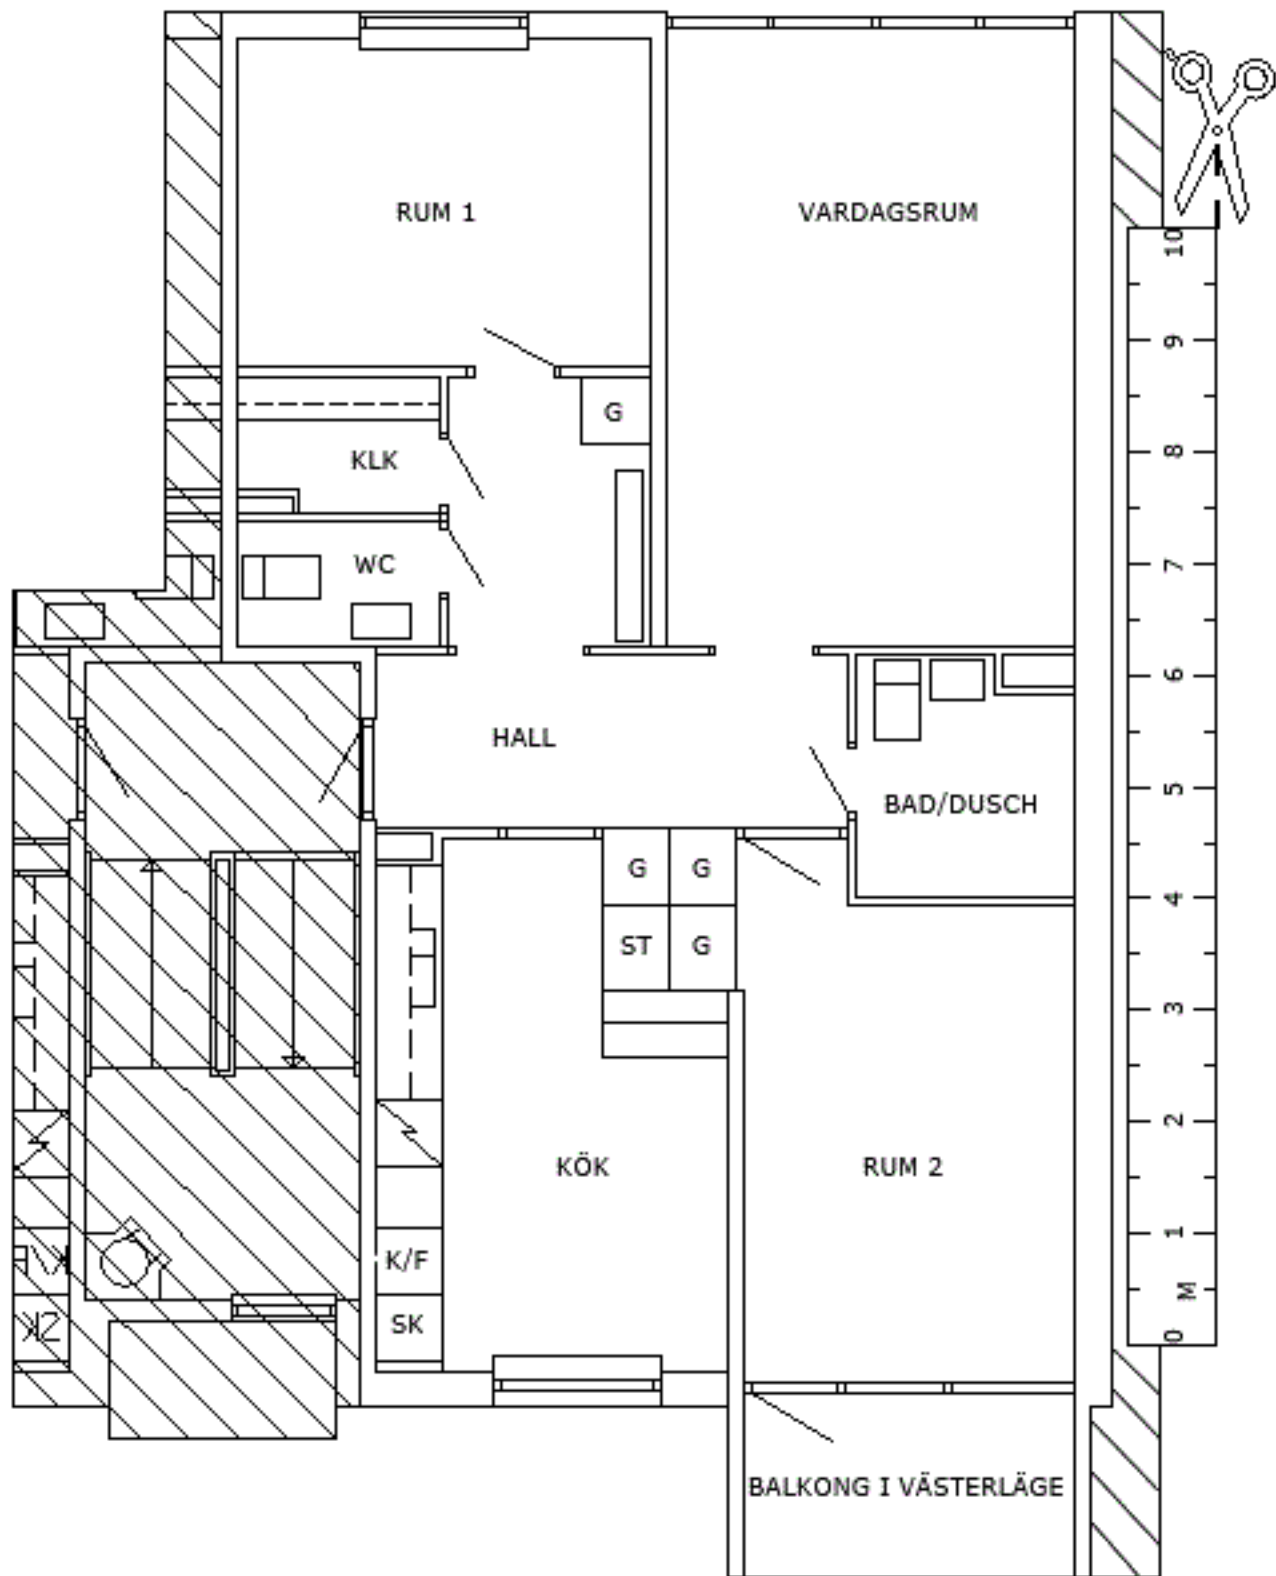 RUM 1
VARDAGSRUM
10
9
G
8
KLK
7
WC
6
HALL
5
BAD/DUSCH
G
G
4
ST
G
3
2
KÖK
RUM 2
1
K/F
K/F
M
SK
SK
0
BALKONG I VÄSTERLÄGE